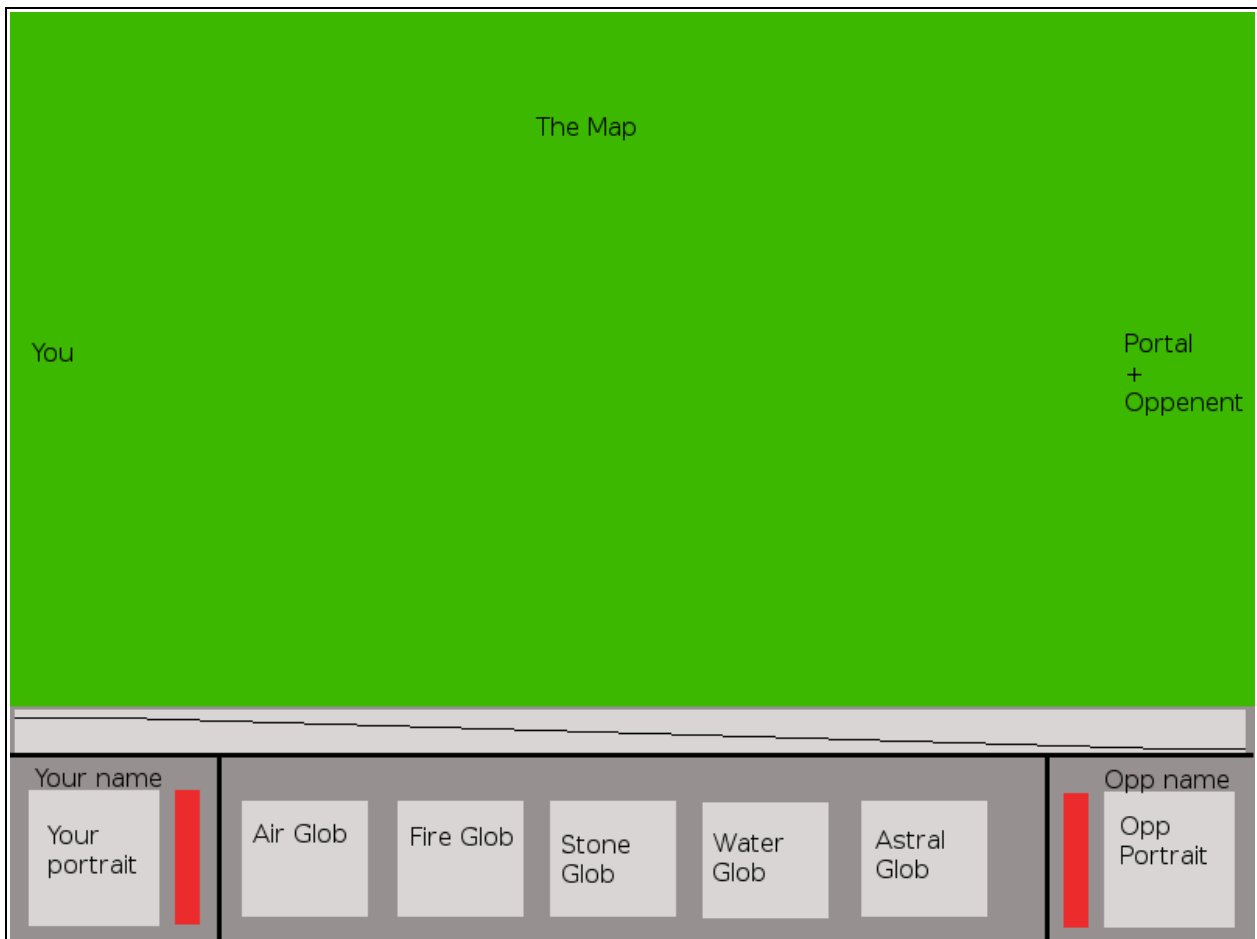 The Map
You
Portal
+
Oppenent
Your name
Opp name
Your
portrait
Air Glob
Fire Glob
Stone
Glob
Water
Glob
Astral
Glob
Opp
Portrait